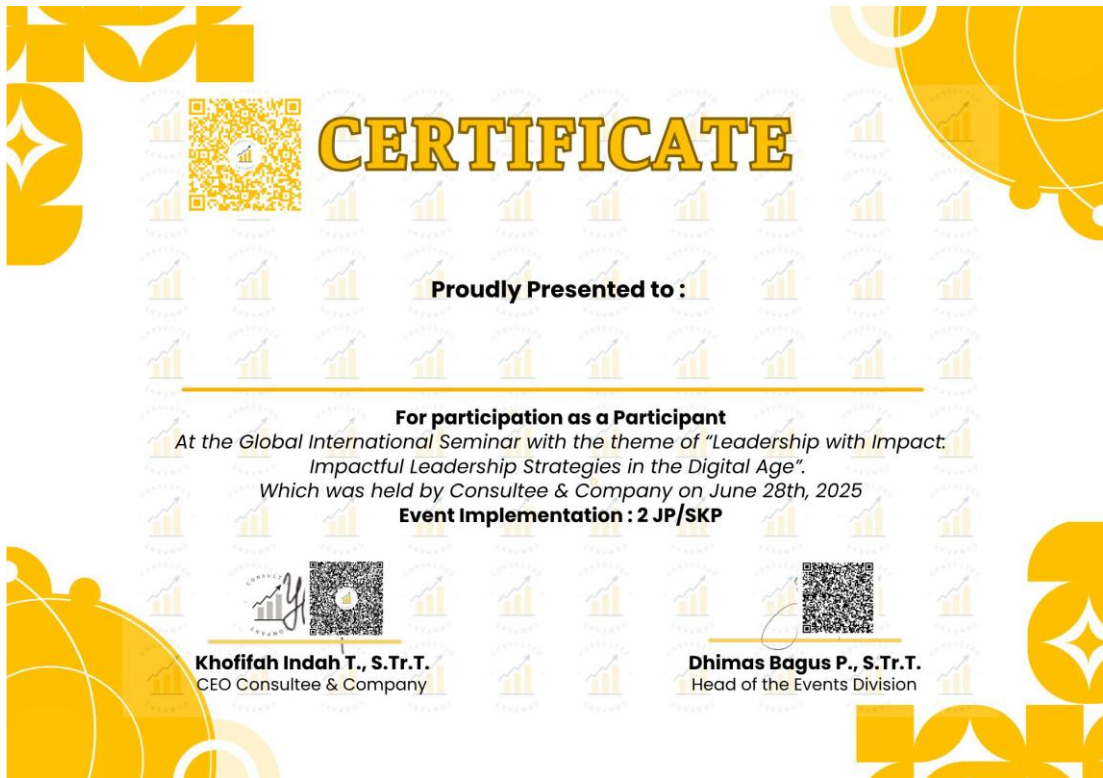 CERTIFICATE
Proudly Presented to :
For participation as a Participant
At the Global International Seminar with the theme of “Leadership with Impact:
Impactful Leadership Strategies in the Digital Age”.
Which was held by Consultee & Company on June 28th, 2025
Event Implementation : 2 JP/SKP
Khofifah Indah T., S.Tr.T.
CEO Consultee & Company
Dhimas Bagus P., S.Tr.T.
Head of the Events Division